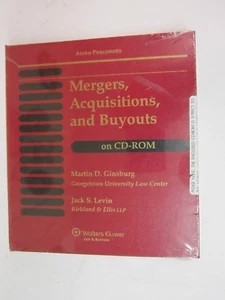 ASPEN PUBLISHERS
Mergers,
Acquisitions,
and Buyouts
on CD-ROM
Martin D. Ginsburg
Georgetown University Law Center
Jack S. Levin
Kirkland & Ellis LLP
Wolters Kluwer
Law & Business